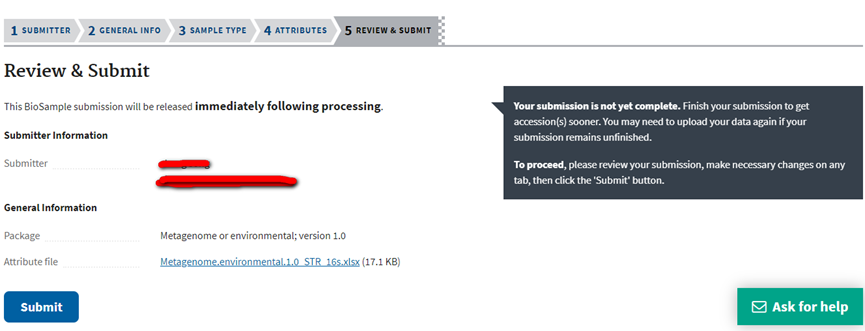 1 SUBMITTER 2 GENERAL INFO 3 SAMPLE TYPE 4 ATTRIBUTES 5 REVIEW & SUBMIT
Review & Submit
This BioSample submission will be released immediately following processing.
Submitter Information
Submitter
General Information
Package Metagenome or environmental; version 1.0
Attribute file Metagenome.environmental.1.0_STR_16s.xlsx (17.1 KB)
Submit
Your submission is not yet complete. Finish your submission to get
accession(s) sooner. You may need to upload your data again if your
submission remains unfinished.
To proceed, please review your submission, make necessary changes on any
tab, then click the 'Submit' button.
Ask for help